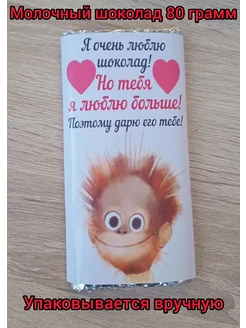 Молочный шоколад 80 грамм
Я очень люблю
шоколад!
Но тебя
я люблю больше!
Поэтому дарю его тебе!
Упаковывается вручную